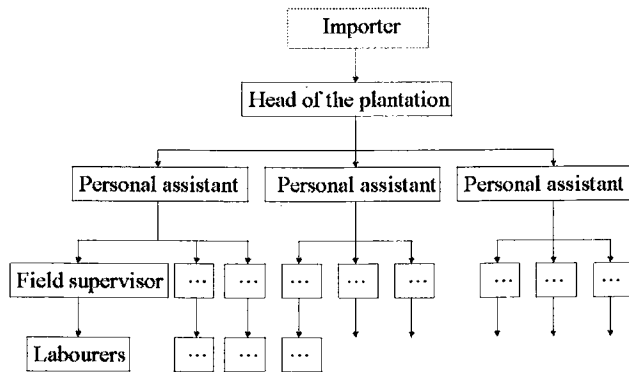 Importer
Head of the plantation
Personal assistant Personal assistant Personal assistant
Field supervisor ... ... ... ... ... ... ... ...
Labourers ... ... ...